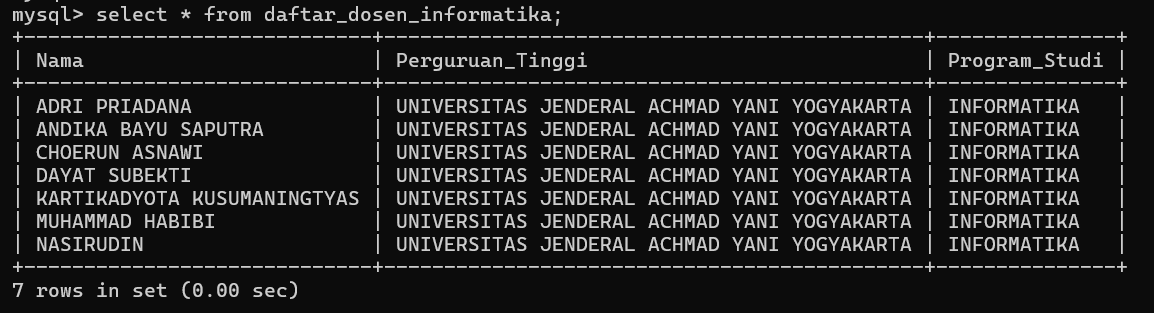 mysql> select * from daftar_dosen_informatika;
+-----------------------------+---------------------------------------------+---------------+
| Nama                        | Perguruan_Tinggi                            | Program_Studi |
+-----------------------------+---------------------------------------------+---------------+
| ADRI PRIADANA               | UNIVERSITAS JENDERAL ACHMAD YANI YOGYAKARTA | INFORMATIKA   |
| ANDIKA BAYU SAPUTRA         | UNIVERSITAS JENDERAL ACHMAD YANI YOGYAKARTA | INFORMATIKA   |
| CHOERUN ASNAWI              | UNIVERSITAS JENDERAL ACHMAD YANI YOGYAKARTA | INFORMATIKA   |
| DAYAT SUBEKTI               | UNIVERSITAS JENDERAL ACHMAD YANI YOGYAKARTA | INFORMATIKA   |
| KARTIKADYOTA KUSUMANINGTYAS | UNIVERSITAS JENDERAL ACHMAD YANI YOGYAKARTA | INFORMATIKA   |
| MUHAMMAD HABIBI             | UNIVERSITAS JENDERAL ACHMAD YANI YOGYAKARTA | INFORMATIKA   |
| NASIRUDIN                   | UNIVERSITAS JENDERAL ACHMAD YANI YOGYAKARTA | INFORMATIKA   |
+-----------------------------+---------------------------------------------+---------------+
7 rows in set (0.00 sec)